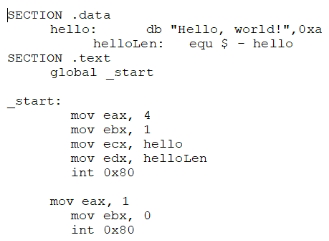 SECTION .data
hello: db "Hello, world!",0xa
helloLen: equ $ - hello
SECTION .text
global _start
_start:
mov eax, 4
mov ebx, 1
mov ecx, hello
mov edx, helloLen
int 0x80
mov eax, 1
mov ebx, 0
int 0x80